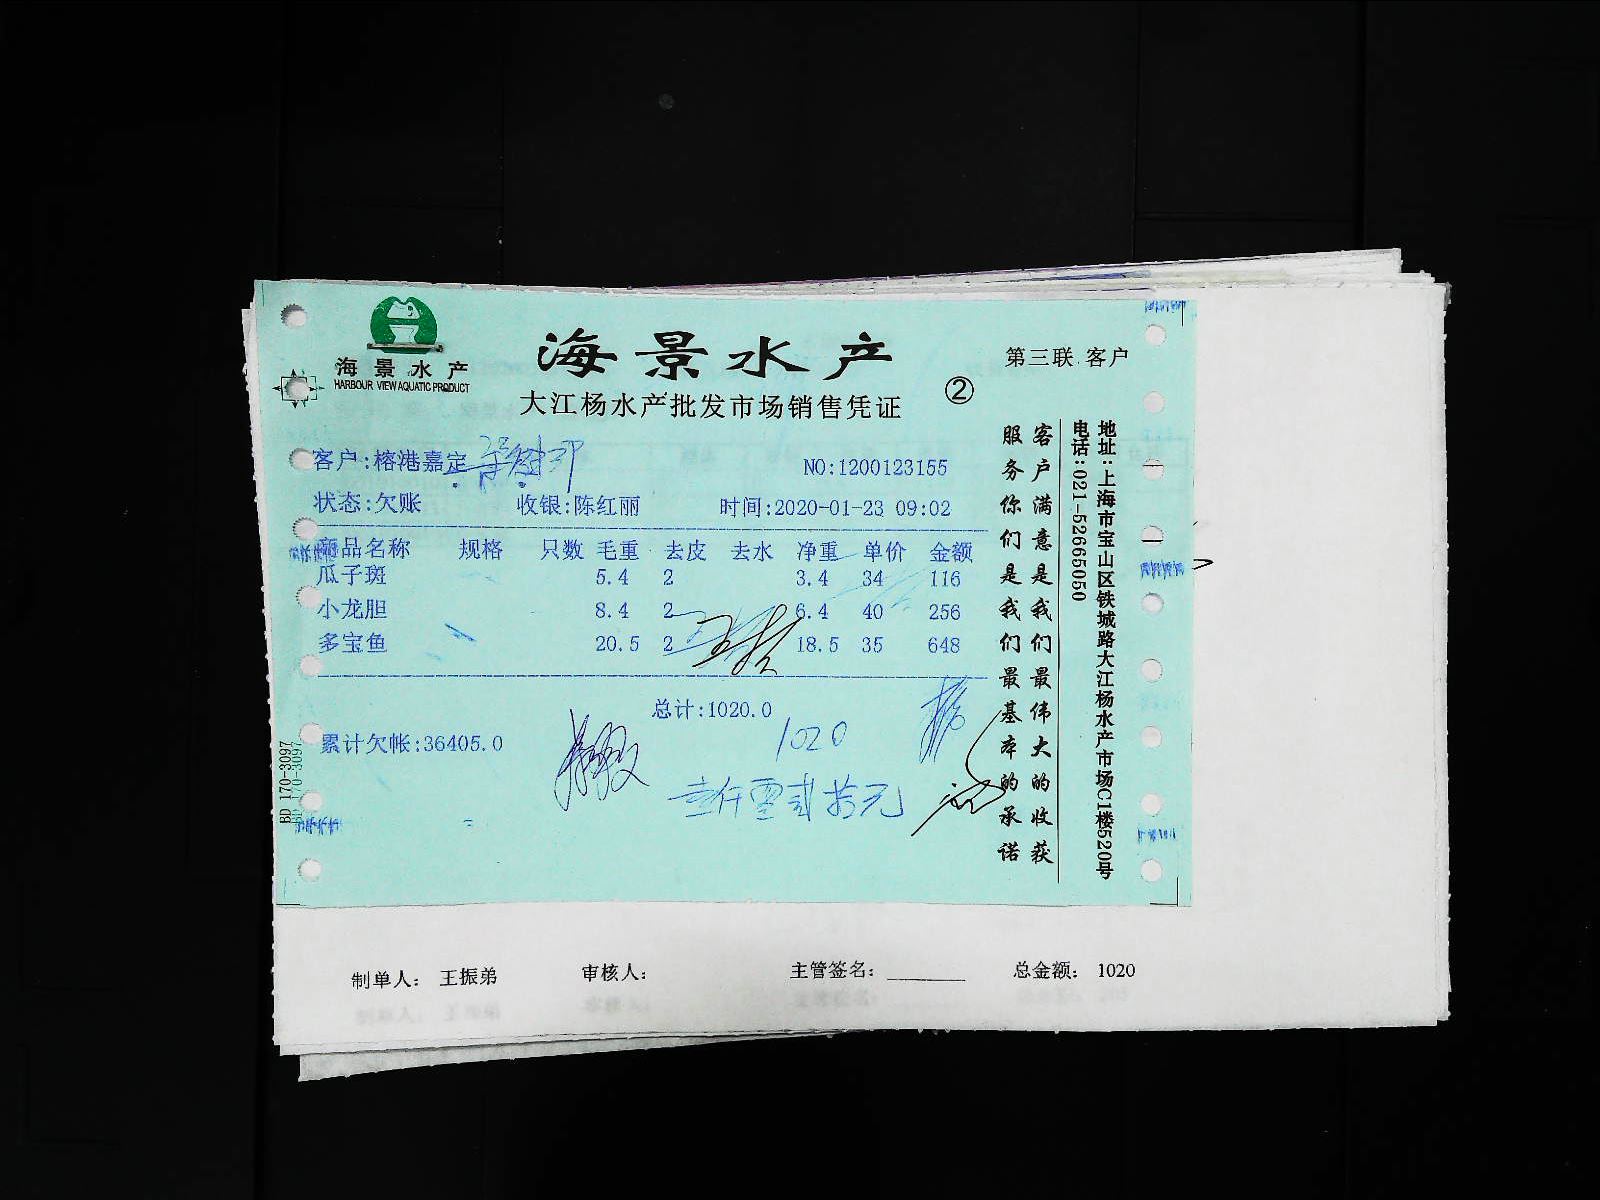 海景水产
HARBOUR VIEW AQUATIC PRODUCT
海景水产
大江杨水产批发市场销售凭证
②
第三联 客户
客户:榕港嘉定
NO:1200123155
状态:欠账 收银:陈红丽 时间:2020-01-23 09:02
商品名称 规格 只数 毛重 去皮 去水 净重 单价 金额
瓜子斑 5.4 2 3.4 34 116
小龙胆 8.4 2 6.4 40 256
多宝鱼 20.5 2 18.5 35 648
总计:1020.0
累计欠帐:36405.0
1020
壹仟零贰拾元
客户满意是我们最伟大的收获
服务你们是我们最基本的承诺
地址:上海市宝山区铁城路大江杨水产市场C1楼520号
电话:021-52665050
BD 170-3097
制单人: 王振弟 审核人: 主管签名: 总金额: 1020